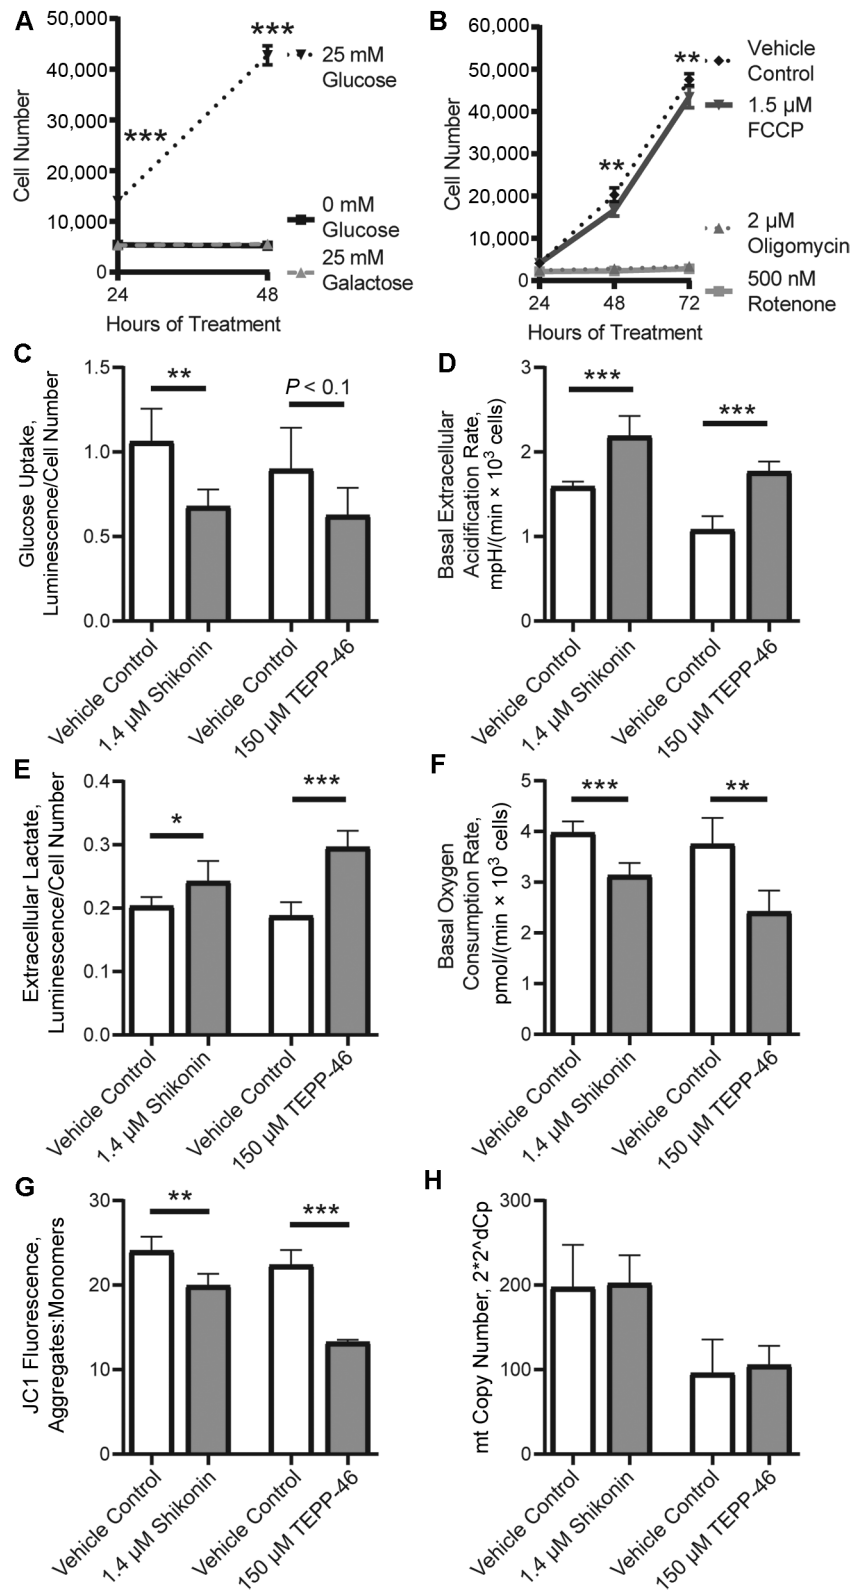 A
50,000
40,000
30,000
20,000
10,000
0
Cell Number
***
***
24
48
Hours of Treatment
25 mM
Glucose
0 mM
Glucose
25 mM
Galactose
B
60,000
50,000
40,000
30,000
20,000
10,000
0
Cell Number
**
**
24
48
72
Hours of Treatment
Vehicle
Control
1.5 µM
FCCP
2 µM
Oligomycin
500 nM
Rotenone
C
1.5
1.0
0.5
0.0
Glucose Uptake,
Luminescence/Cell Number
**
P < 0.1
Vehicle Control
1.4 µM Shikonin
Vehicle Control
150 µM TEPP-46
D
3
2
1
0
Basal Extracellular
Acidification Rate,
mpH/(min × 10³ cells)
***
***
Vehicle Control
1.4 µM Shikonin
Vehicle Control
150 µM TEPP-46
E
0.4
0.3
0.2
0.1
0.0
Extracellular Lactate,
Luminescence/Cell Number
*
***
Vehicle Control
1.4 µM Shikonin
Vehicle Control
150 µM TEPP-46
F
5
4
3
2
1
0
Basal Oxygen
Consumption Rate,
pmol/(min × 10³ cells)
***
**
Vehicle Control
1.4 µM Shikonin
Vehicle Control
150 µM TEPP-46
G
30
20
10
0
JC1 Fluorescence,
Aggregates:Monomers
**
***
Vehicle Control
1.4 µM Shikonin
Vehicle Control
150 µM TEPP-46
H
300
200
100
0
mt Copy Number, 2*2^dCp
Vehicle Control
1.4 µM Shikonin
Vehicle Control
150 µM TEPP-46